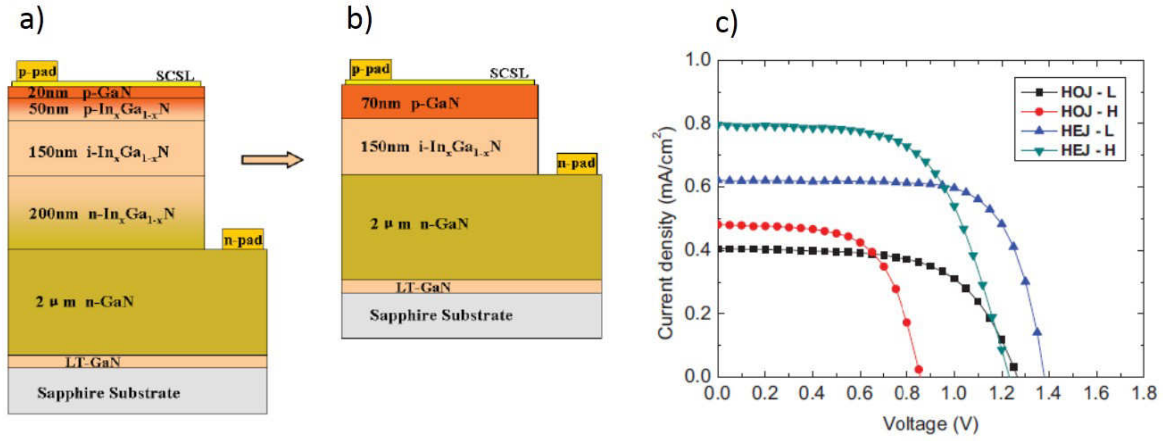 a)
p-pad
SCSL
20nm p-GaN
50nm p-InₓGa₁₋ₓN
150nm i-InₓGa₁₋ₓN
200nm n-InₓGa₁₋ₓN
n-pad
2 μm n-GaN
LT-GaN
Sapphire Substrate
b)
p-pad
SCSL
70nm p-GaN
150nm i-InₓGa₁₋ₓN
n-pad
2 μm n-GaN
LT-GaN
Sapphire Substrate
c)
1.0
0.8
0.6
0.4
0.2
0.0
Current density (mA/cm²)
HOJ - L
HOJ - H
HEJ - L
HEJ - H
0.0 0.2 0.4 0.6 0.8 1.0 1.2 1.4 1.6 1.8
Voltage (V)